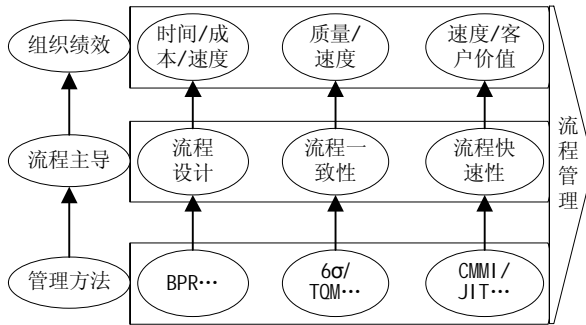 组织绩效
时间/成
本/速度
质量/
速度
速度/客
户价值
流程主导
流程
设计
流程一
致性
流程快
速性
管理方法
BPR…
6σ/
TQM…
CMMI/
JIT…
流程管理